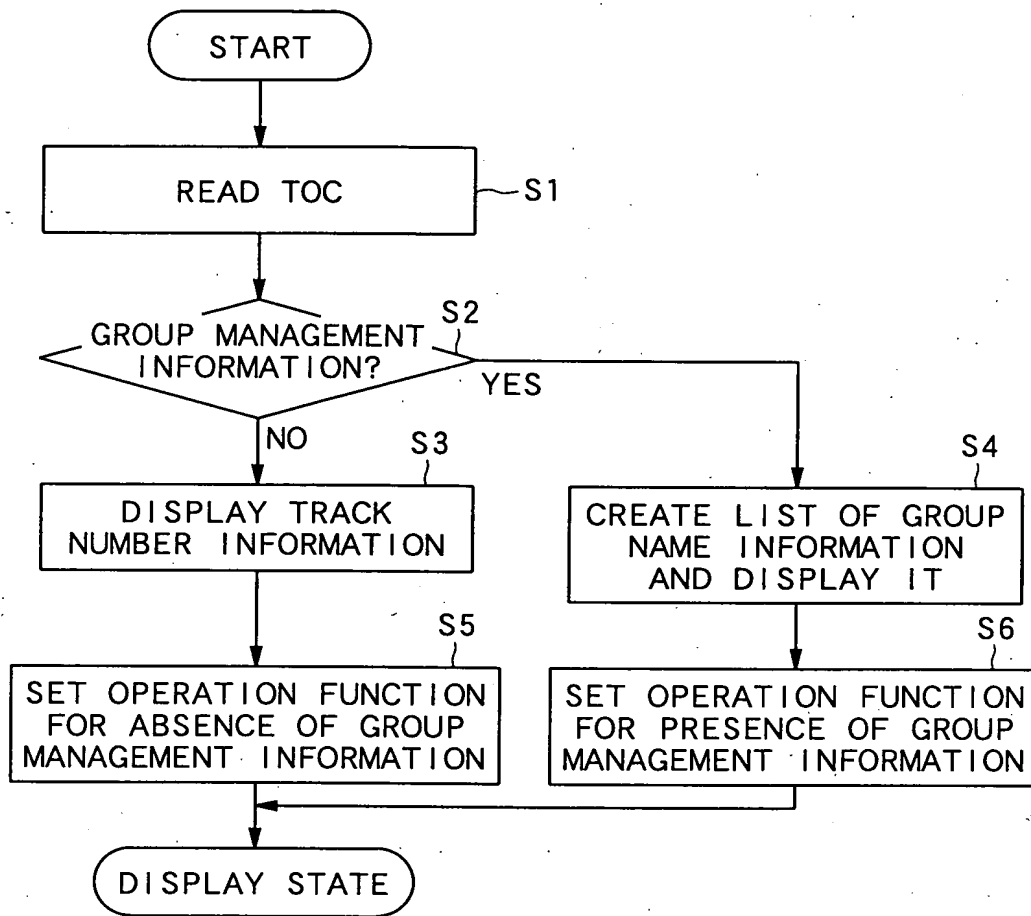 START
READ TOC
S1
GROUP MANAGEMENT
INFORMATION?
S2
YES
NO
S3
DISPLAY TRACK
NUMBER INFORMATION
S4
CREATE LIST OF GROUP
NAME INFORMATION
AND DISPLAY IT
S5
SET OPERATION FUNCTION
FOR ABSENCE OF GROUP
MANAGEMENT INFORMATION
S6
SET OPERATION FUNCTION
FOR PRESENCE OF GROUP
MANAGEMENT INFORMATION
DISPLAY STATE